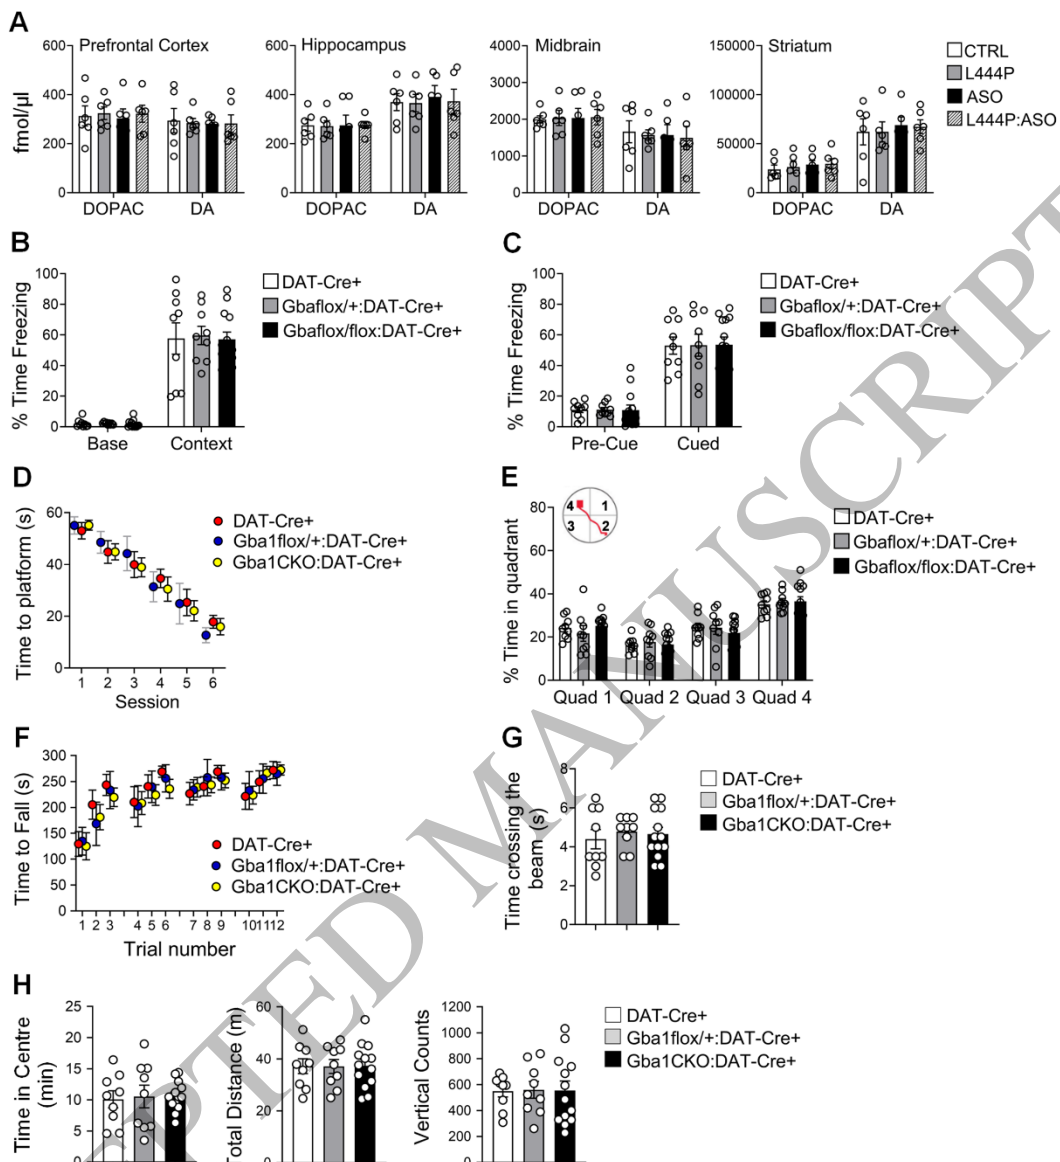 A
Prefrontal Cortex
Hippocampus
Midbrain
Striatum
fmol/µl
600
400
200
0
DOPAC
DA
600
400
200
0
DOPAC
DA
4000
3000
2000
1000
0
DOPAC
DA
150000
100000
50000
0
DOPAC
DA
CTRL
L444P
ASO
L444P:ASO
B
% Time Freezing
100
80
60
40
20
0
Base
Context
DAT-Cre+
Gbaflox/+:DAT-Cre+
Gbaflox/flox:DAT-Cre+
C
% Time Freezing
100
80
60
40
20
0
Pre-Cue
Cued
DAT-Cre+
Gbaflox/+:DAT-Cre+
Gbaflox/flox:DAT-Cre+
D
Time to platform (s)
60
40
20
0
1 2 3 4 5 6
Session
DAT-Cre+
Gba1flox/+:DAT-Cre+
Gba1CKO:DAT-Cre+
E
% Time in quadrant
80
60
40
20
0
4 1
3 2
Quad 1 Quad 2 Quad 3 Quad 4
DAT-Cre+
Gbaflox/+:DAT-Cre+
Gbaflox/flox:DAT-Cre+
F
Time to Fall (s)
300
250
200
150
100
50
0
1 2 3 4 5 6 7 8 9 10 11 12
Trial number
DAT-Cre+
Gba1flox/+:DAT-Cre+
Gba1CKO:DAT-Cre+
G
Time crossing the
beam (s)
8
6
4
2
0
DAT-Cre+
Gba1flox/+:DAT-Cre+
Gba1CKO:DAT-Cre+
H
Time in Centre
(min)
25
20
15
10
5
0
Total Distance (m)
60
40
20
0
Vertical Counts
1200
1000
800
600
400
200
0
DAT-Cre+
Gba1flox/+:DAT-Cre+
Gba1CKO:DAT-Cre+
PTED MANUSCRIPT